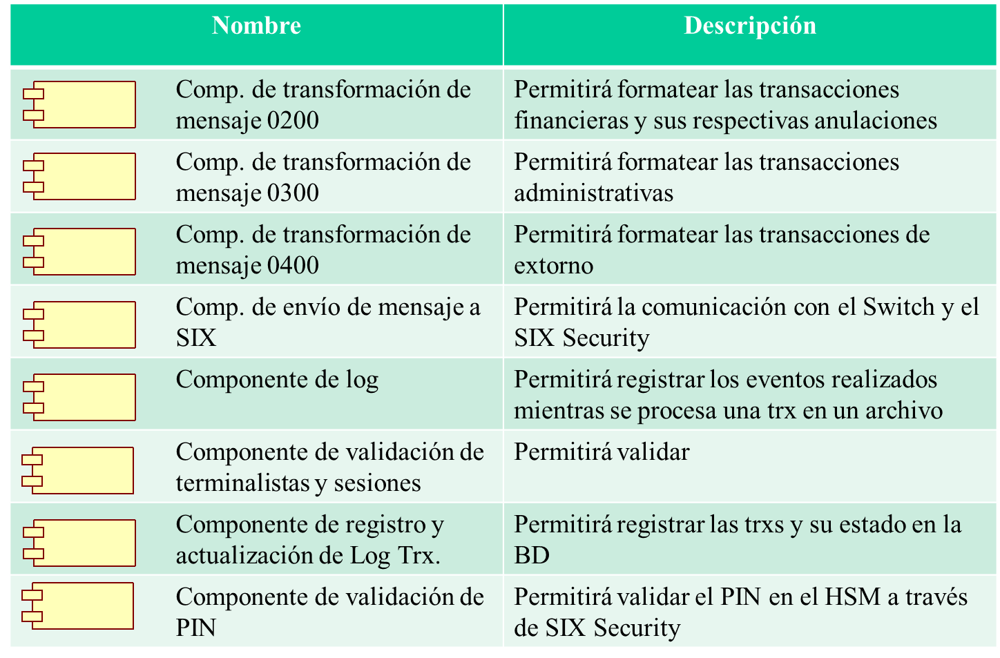 Nombre
Descripción
Comp. de transformación de
mensaje 0200
Permitirá formatear las transacciones
financieras y sus respectivas anulaciones
Comp. de transformación de
mensaje 0300
Permitirá formatear las transacciones
administrativas
Comp. de transformación de
mensaje 0400
Permitirá formatear las transacciones de
extorno
Comp. de envío de mensaje a
SIX
Permitirá la comunicación con el Switch y el
SIX Security
Componente de log
Permitirá registrar los eventos realizados
mientras se procesa una trx en un archivo
Componente de validación de
terminalistas y sesiones
Permitirá validar
Componente de registro y
actualización de Log Trx.
Permitirá registrar las trxs y su estado en la
BD
Componente de validación de
PIN
Permitirá validar el PIN en el HSM a través
de SIX Security